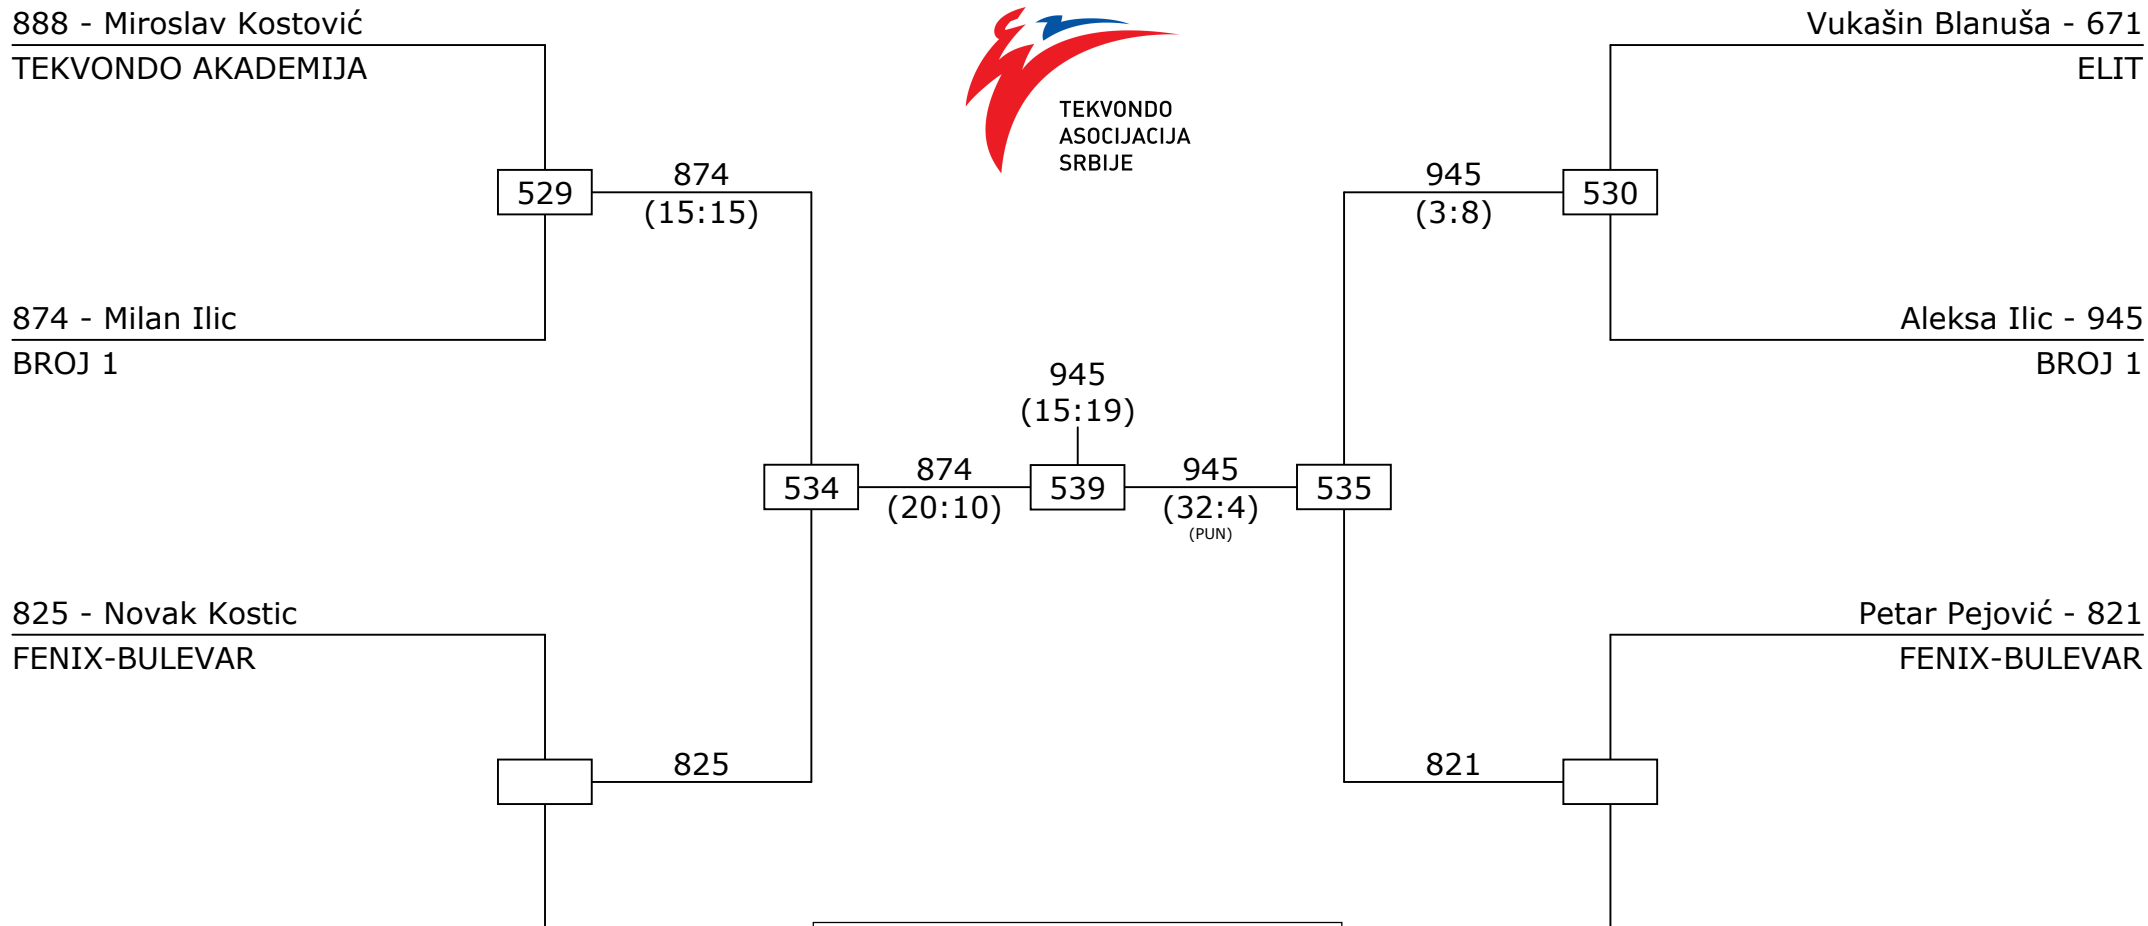 888 - Miroslav Kostović
TEKVONDO AKADEMIJA
Vukašin Blanuša - 671
ELIT
TEKVONDO
ASOCIJACIJA
SRBIJE
529
874
(15:15)
945
(3:8)
530
874 - Milan Ilic
BROJ 1
Aleksa Ilic - 945
BROJ 1
945
(15:19)
534
874
(20:10)
539
945
(32:4)
(PUN)
535
825 - Novak Kostic
FENIX-BULEVAR
Petar Pejović - 821
FENIX-BULEVAR
825
821